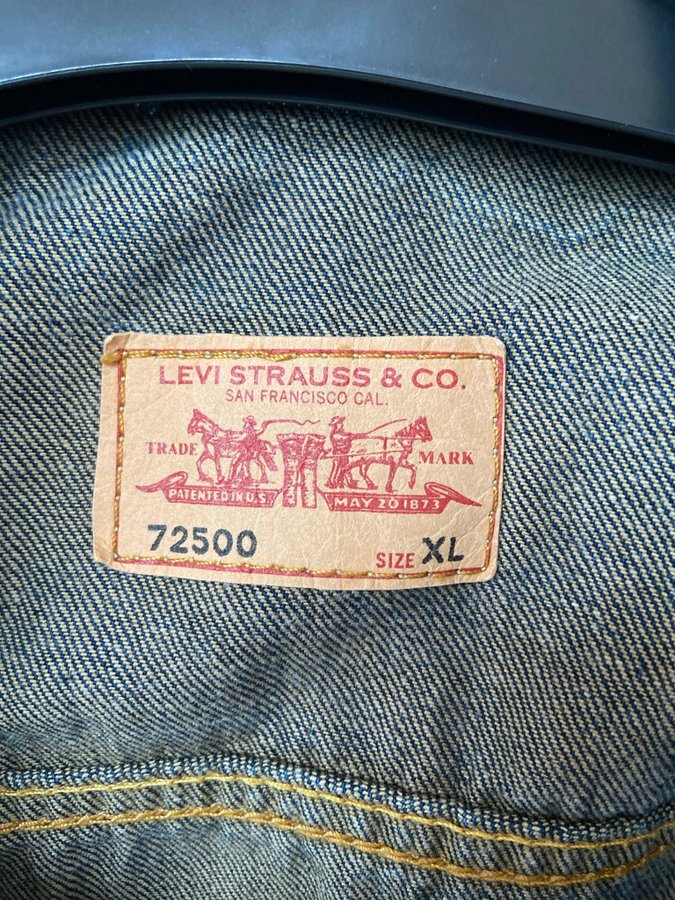 LEVI STRAUSS & CO.
SAN FRANCISCO CAL.
TRADE MARK
PATENTED IN U.S. MAY 20 1873
72500 SIZE XL